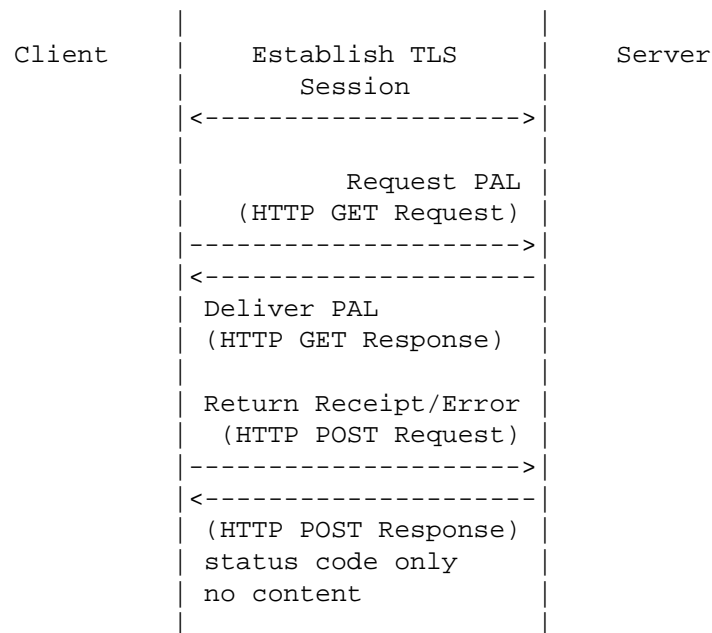 Client Establish TLS Server
Session
<-------------------->
Request PAL
(HTTP GET Request)
--------------------->
<---------------------
Deliver PAL
(HTTP GET Response)
Return Receipt/Error
(HTTP POST Request)
--------------------->
<---------------------
(HTTP POST Response)
status code only
no content